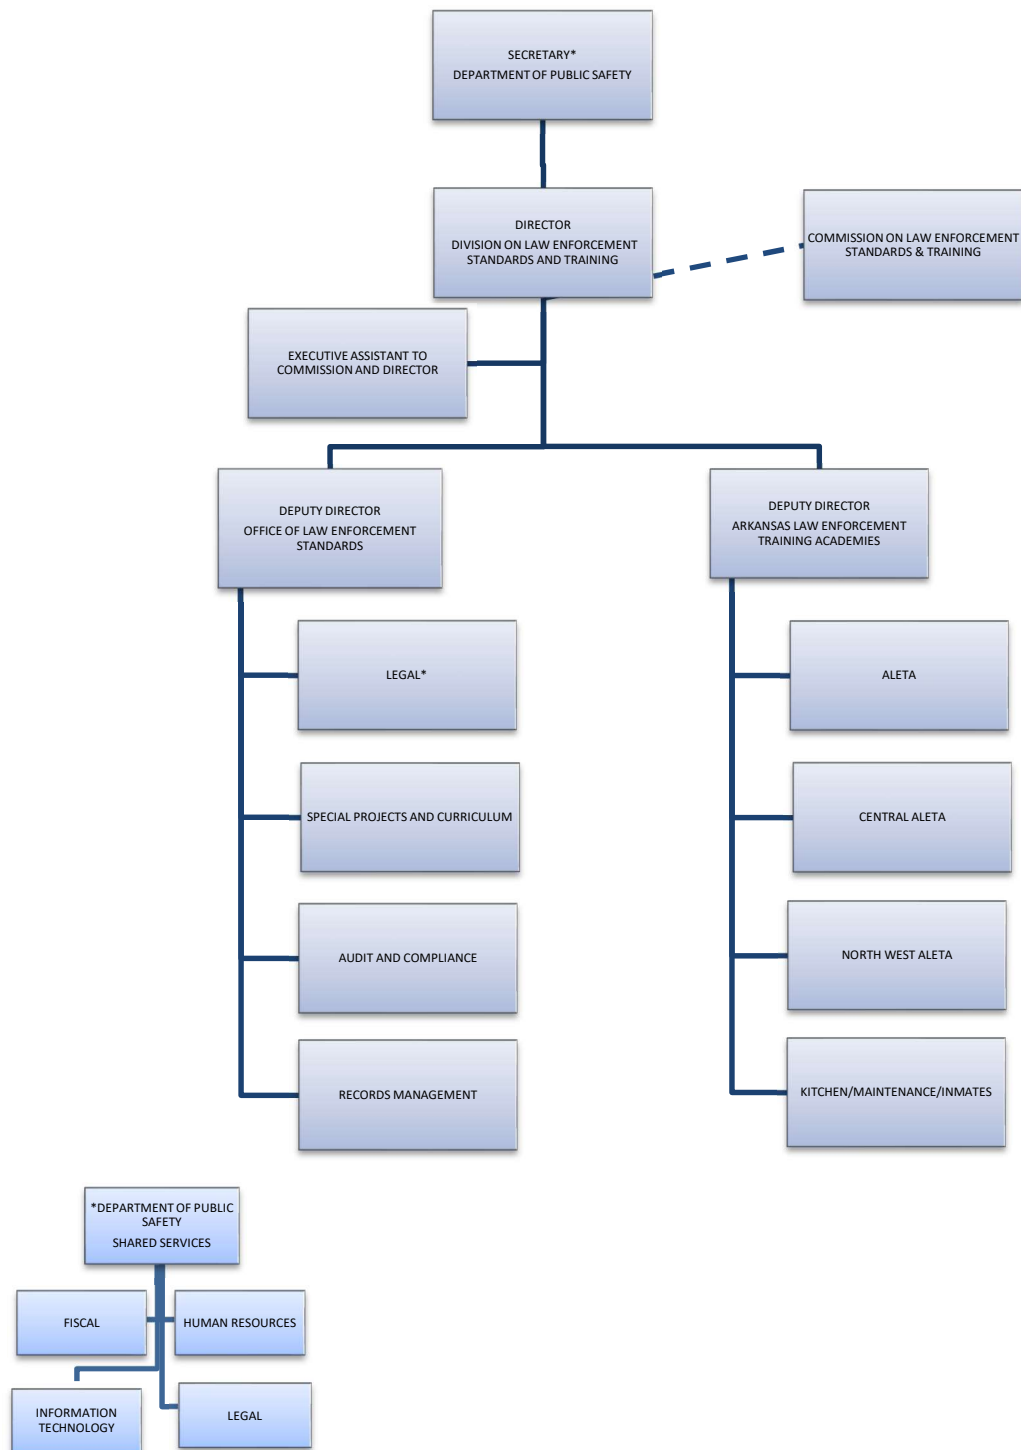 SECRETARY*
DEPARTMENT OF PUBLIC SAFETY
DIRECTOR
DIVISION ON LAW ENFORCEMENT
STANDARDS AND TRAINING
COMMISSION ON LAW ENFORCEMENT
STANDARDS & TRAINING
EXECUTIVE ASSISTANT TO
COMMISSION AND DIRECTOR
DEPUTY DIRECTOR
OFFICE OF LAW ENFORCEMENT
STANDARDS
DEPUTY DIRECTOR
ARKANSAS LAW ENFORCEMENT
TRAINING ACADEMIES
LEGAL*
SPECIAL PROJECTS AND CURRICULUM
AUDIT AND COMPLIANCE
RECORDS MANAGEMENT
ALETA
CENTRAL ALETA
NORTH WEST ALETA
KITCHEN/MAINTENANCE/INMATES
*DEPARTMENT OF PUBLIC
SAFETY
SHARED SERVICES
FISCAL
HUMAN RESOURCES
INFORMATION
TECHNOLOGY
LEGAL